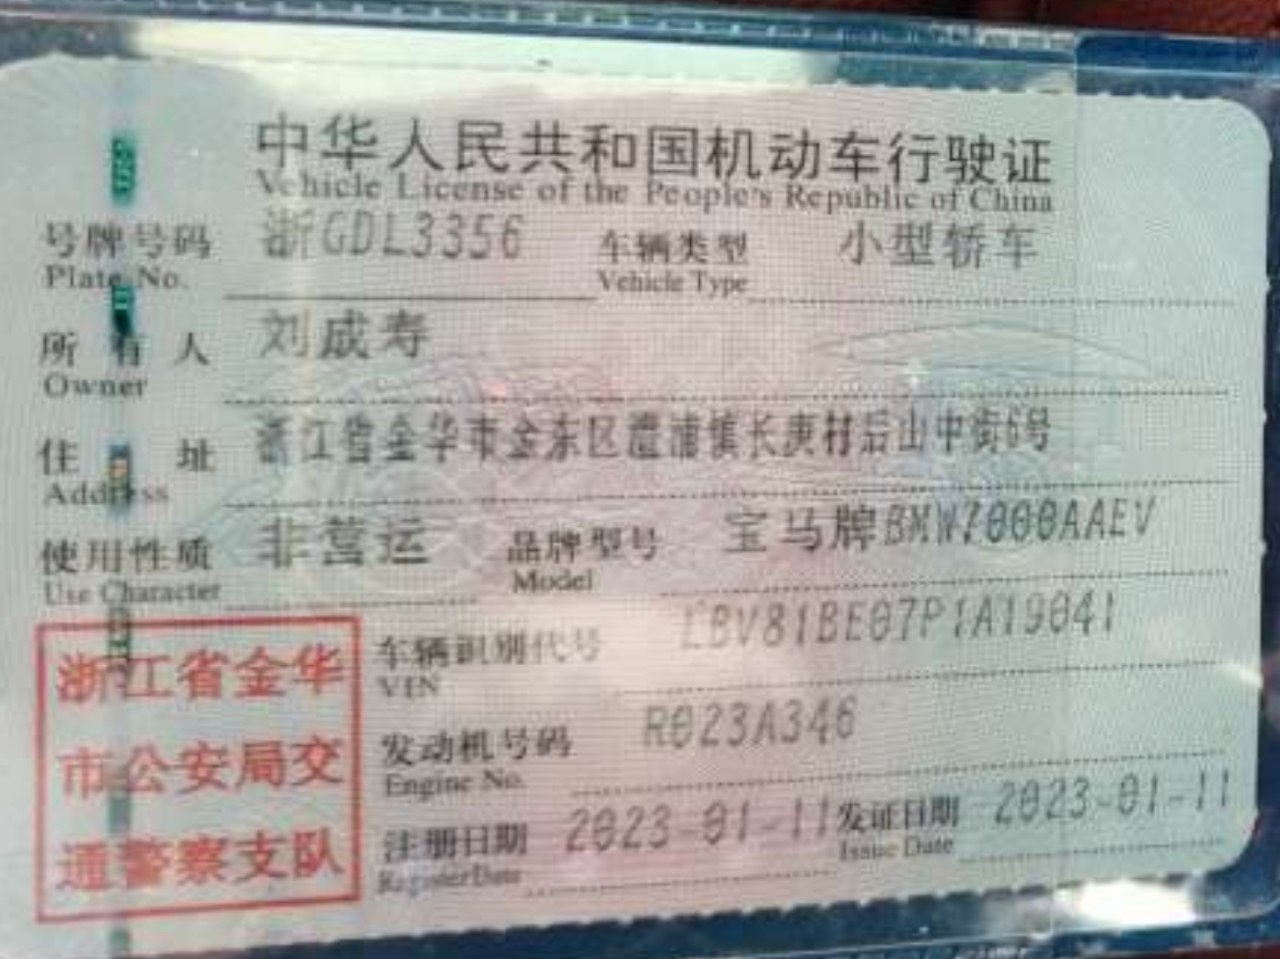 中华人民共和国机动车行驶证
Vehicle License of the People's Republic of China
号牌号码 浙GDL3356 车辆类型 小型轿车
Plate No. Vehicle Type
所有人 刘成寿
Owner
住址 浙江省金华市金东区澧浦镇长庚村后山中街6号
Address
使用性质 非营运 品牌型号 宝马牌BMW7000AAEV
Use Character Model
浙江省金华
市公安局交
通警察支队
车辆识别代号 LBV81BE07P1A19041
VIN
发动机号码 R023A346
Engine No.
注册日期 2023-01-11 发证日期 2023-01-11
Register Date Issue Date